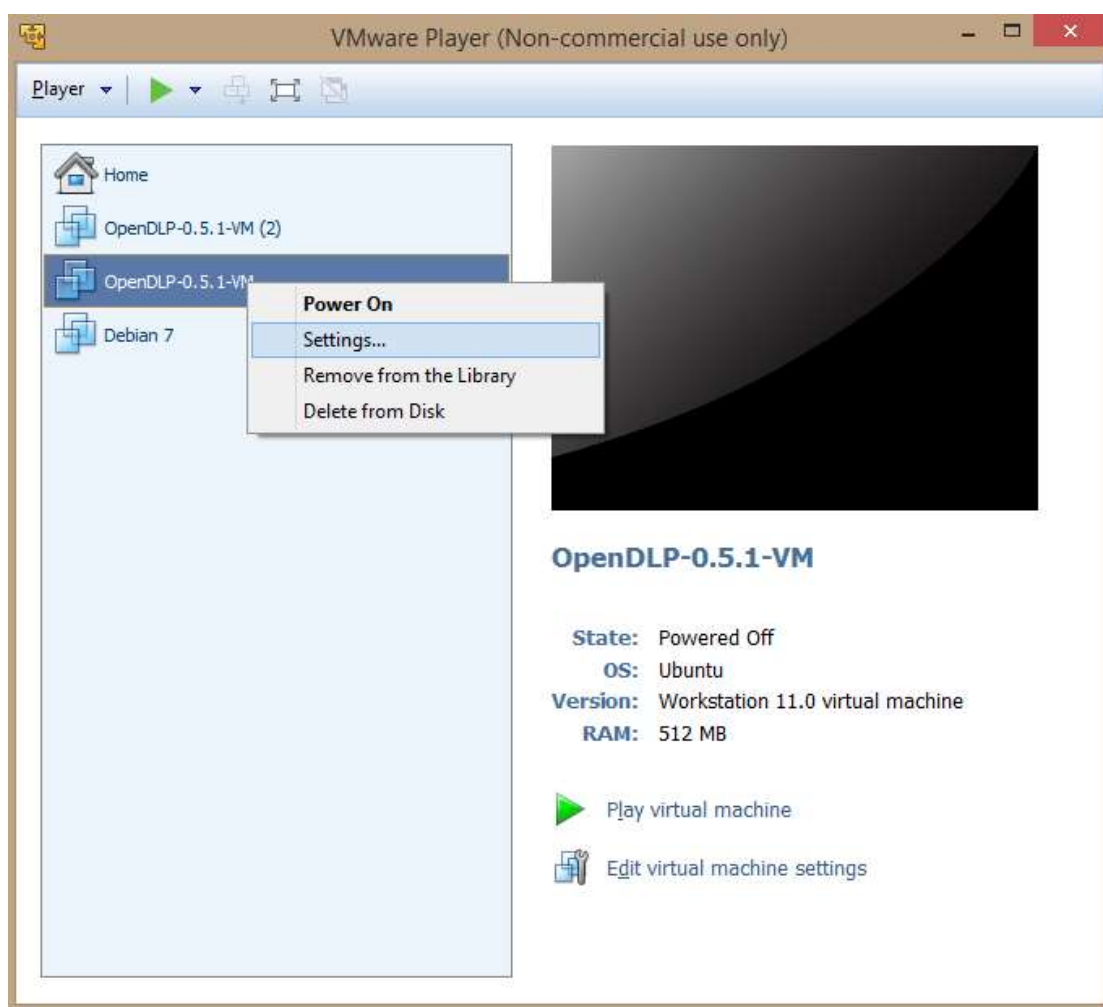 VMware Player (Non-commercial use only)
Player
Home
OpenDLP-0.5.1-VM (2)
OpenDLP-0.5.1-VM
Debian 7
Power On
Settings...
Remove from the Library
Delete from Disk
OpenDLP-0.5.1-VM
State: Powered Off
OS: Ubuntu
Version: Workstation 11.0 virtual machine
RAM: 512 MB
Play virtual machine
Edit virtual machine settings